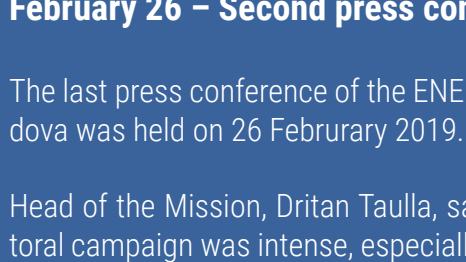 February 26 – Second press con
The last press conference of the ENE
dova was held on 26 Februrary 2019.
Head of the Mission, Dritan Taulla, sa
toral campaign was intense, especiall